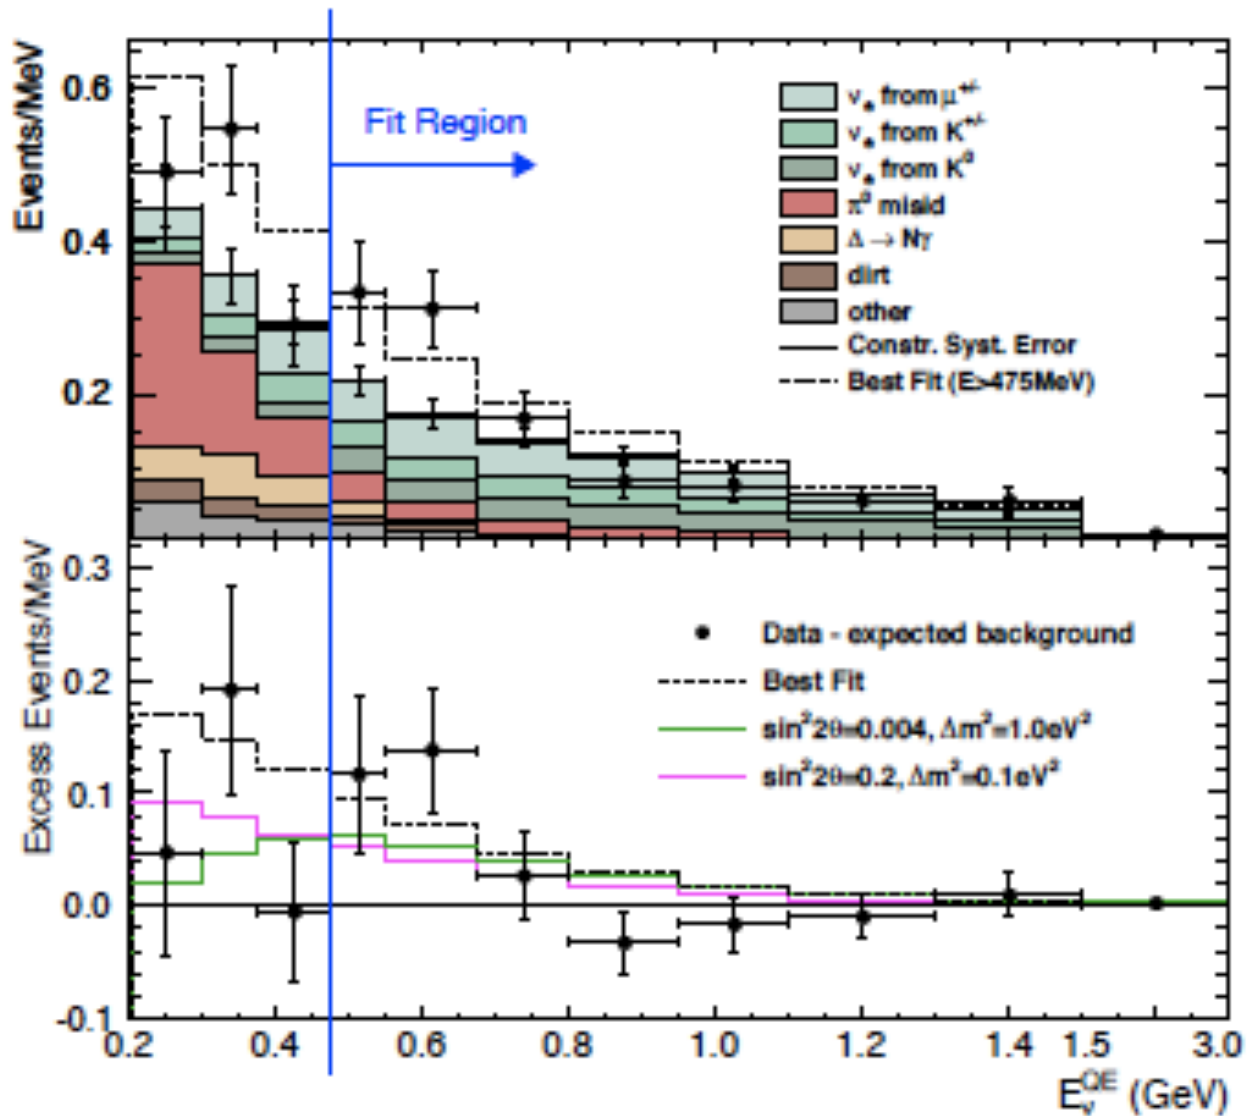 Events/MeV
0.6
0.4
0.2
Fit Region
νe from μ+/-
νe from K+/-
νe from K0
π0 misid
Δ → Nγ
dirt
other
Constr. Syst. Error
Best Fit (E>475MeV)
Excess Events/MeV
0.3
0.2
0.1
0.0
-0.1
Data - expected background
Best Fit
sin²2θ=0.004, Δm²=1.0eV²
sin²2θ=0.2, Δm²=0.1eV²
0.2 0.4 0.6 0.8 1.0 1.2 1.4 1.5 3.0
EνQE (GeV)